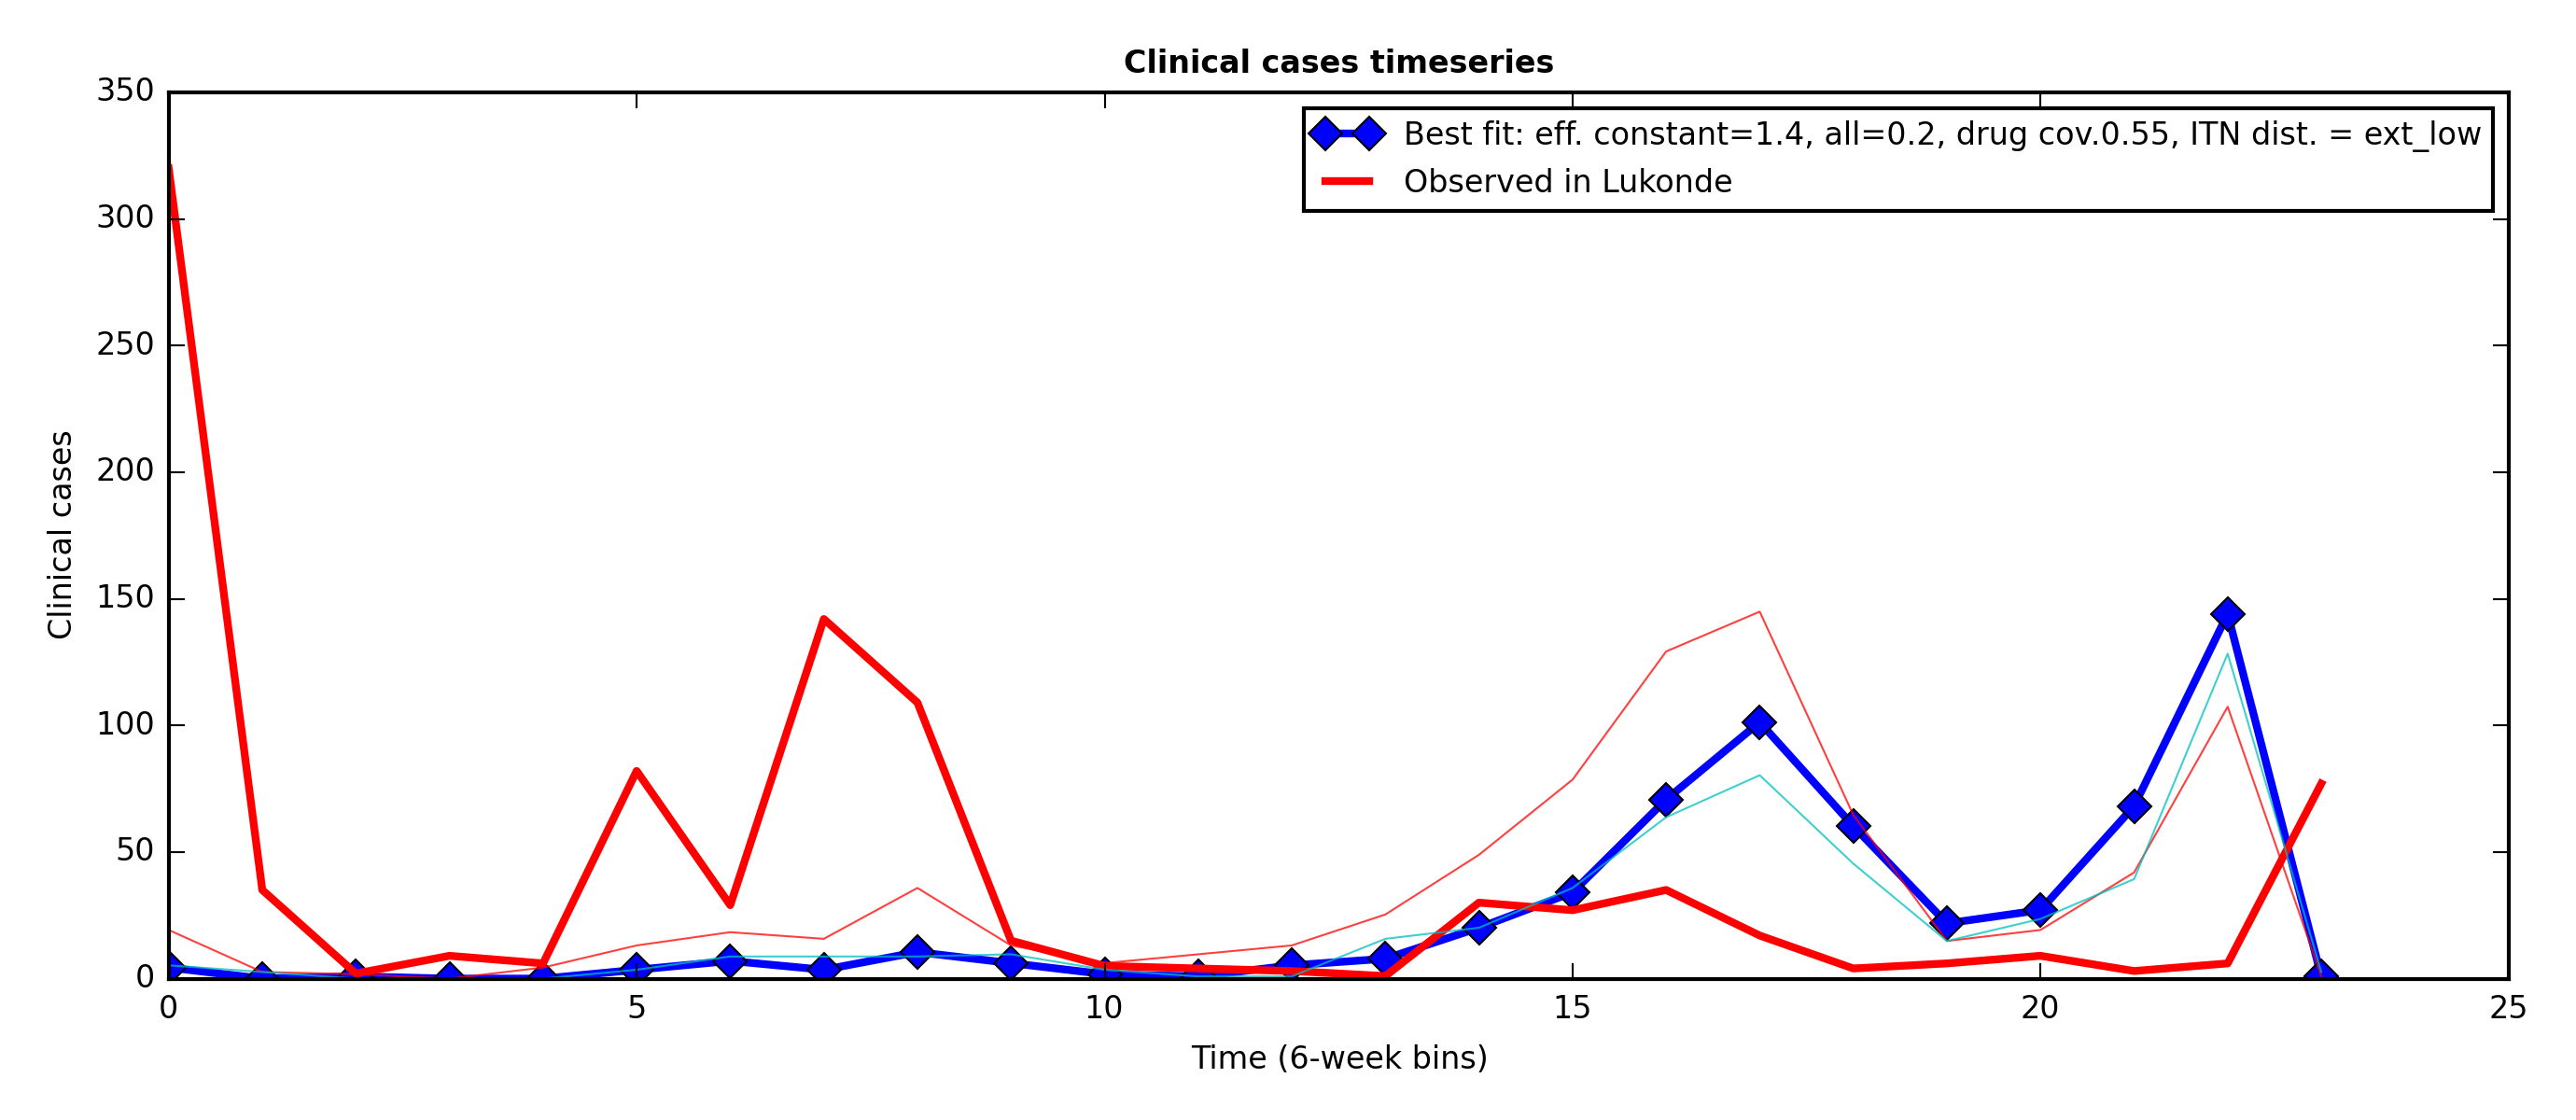 Clinical cases timeseries
350
300
250
200
150
100
50
0
Clinical cases
Best fit: eff. constant=1.4, all=0.2, drug cov.0.55, ITN dist. = ext_low
Observed in Lukonde
0 5 10 15 20 25
Time (6-week bins)